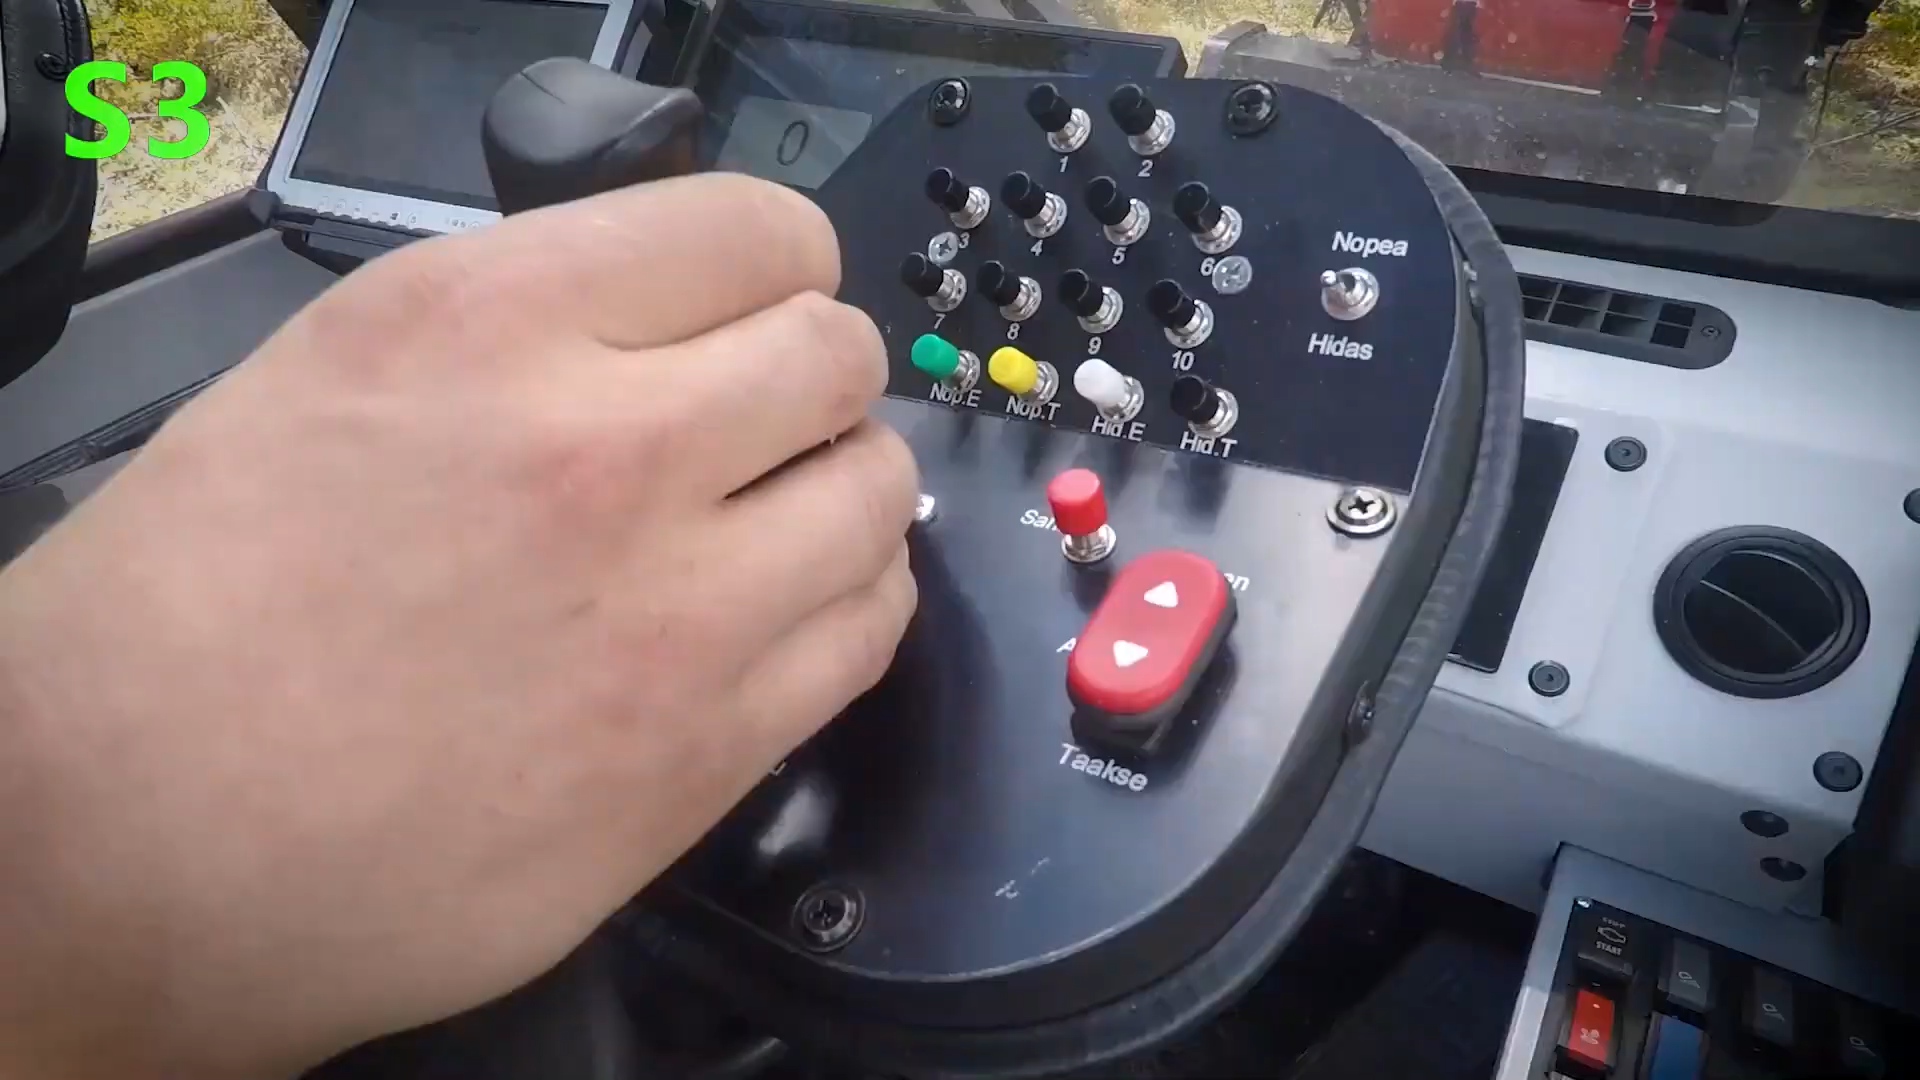 S3
0
1 2
3 4 5 6
Nopea
7 8 9 10
Hidas
Nop.E Nop.T Hid.E Hid.T
Taakse
START